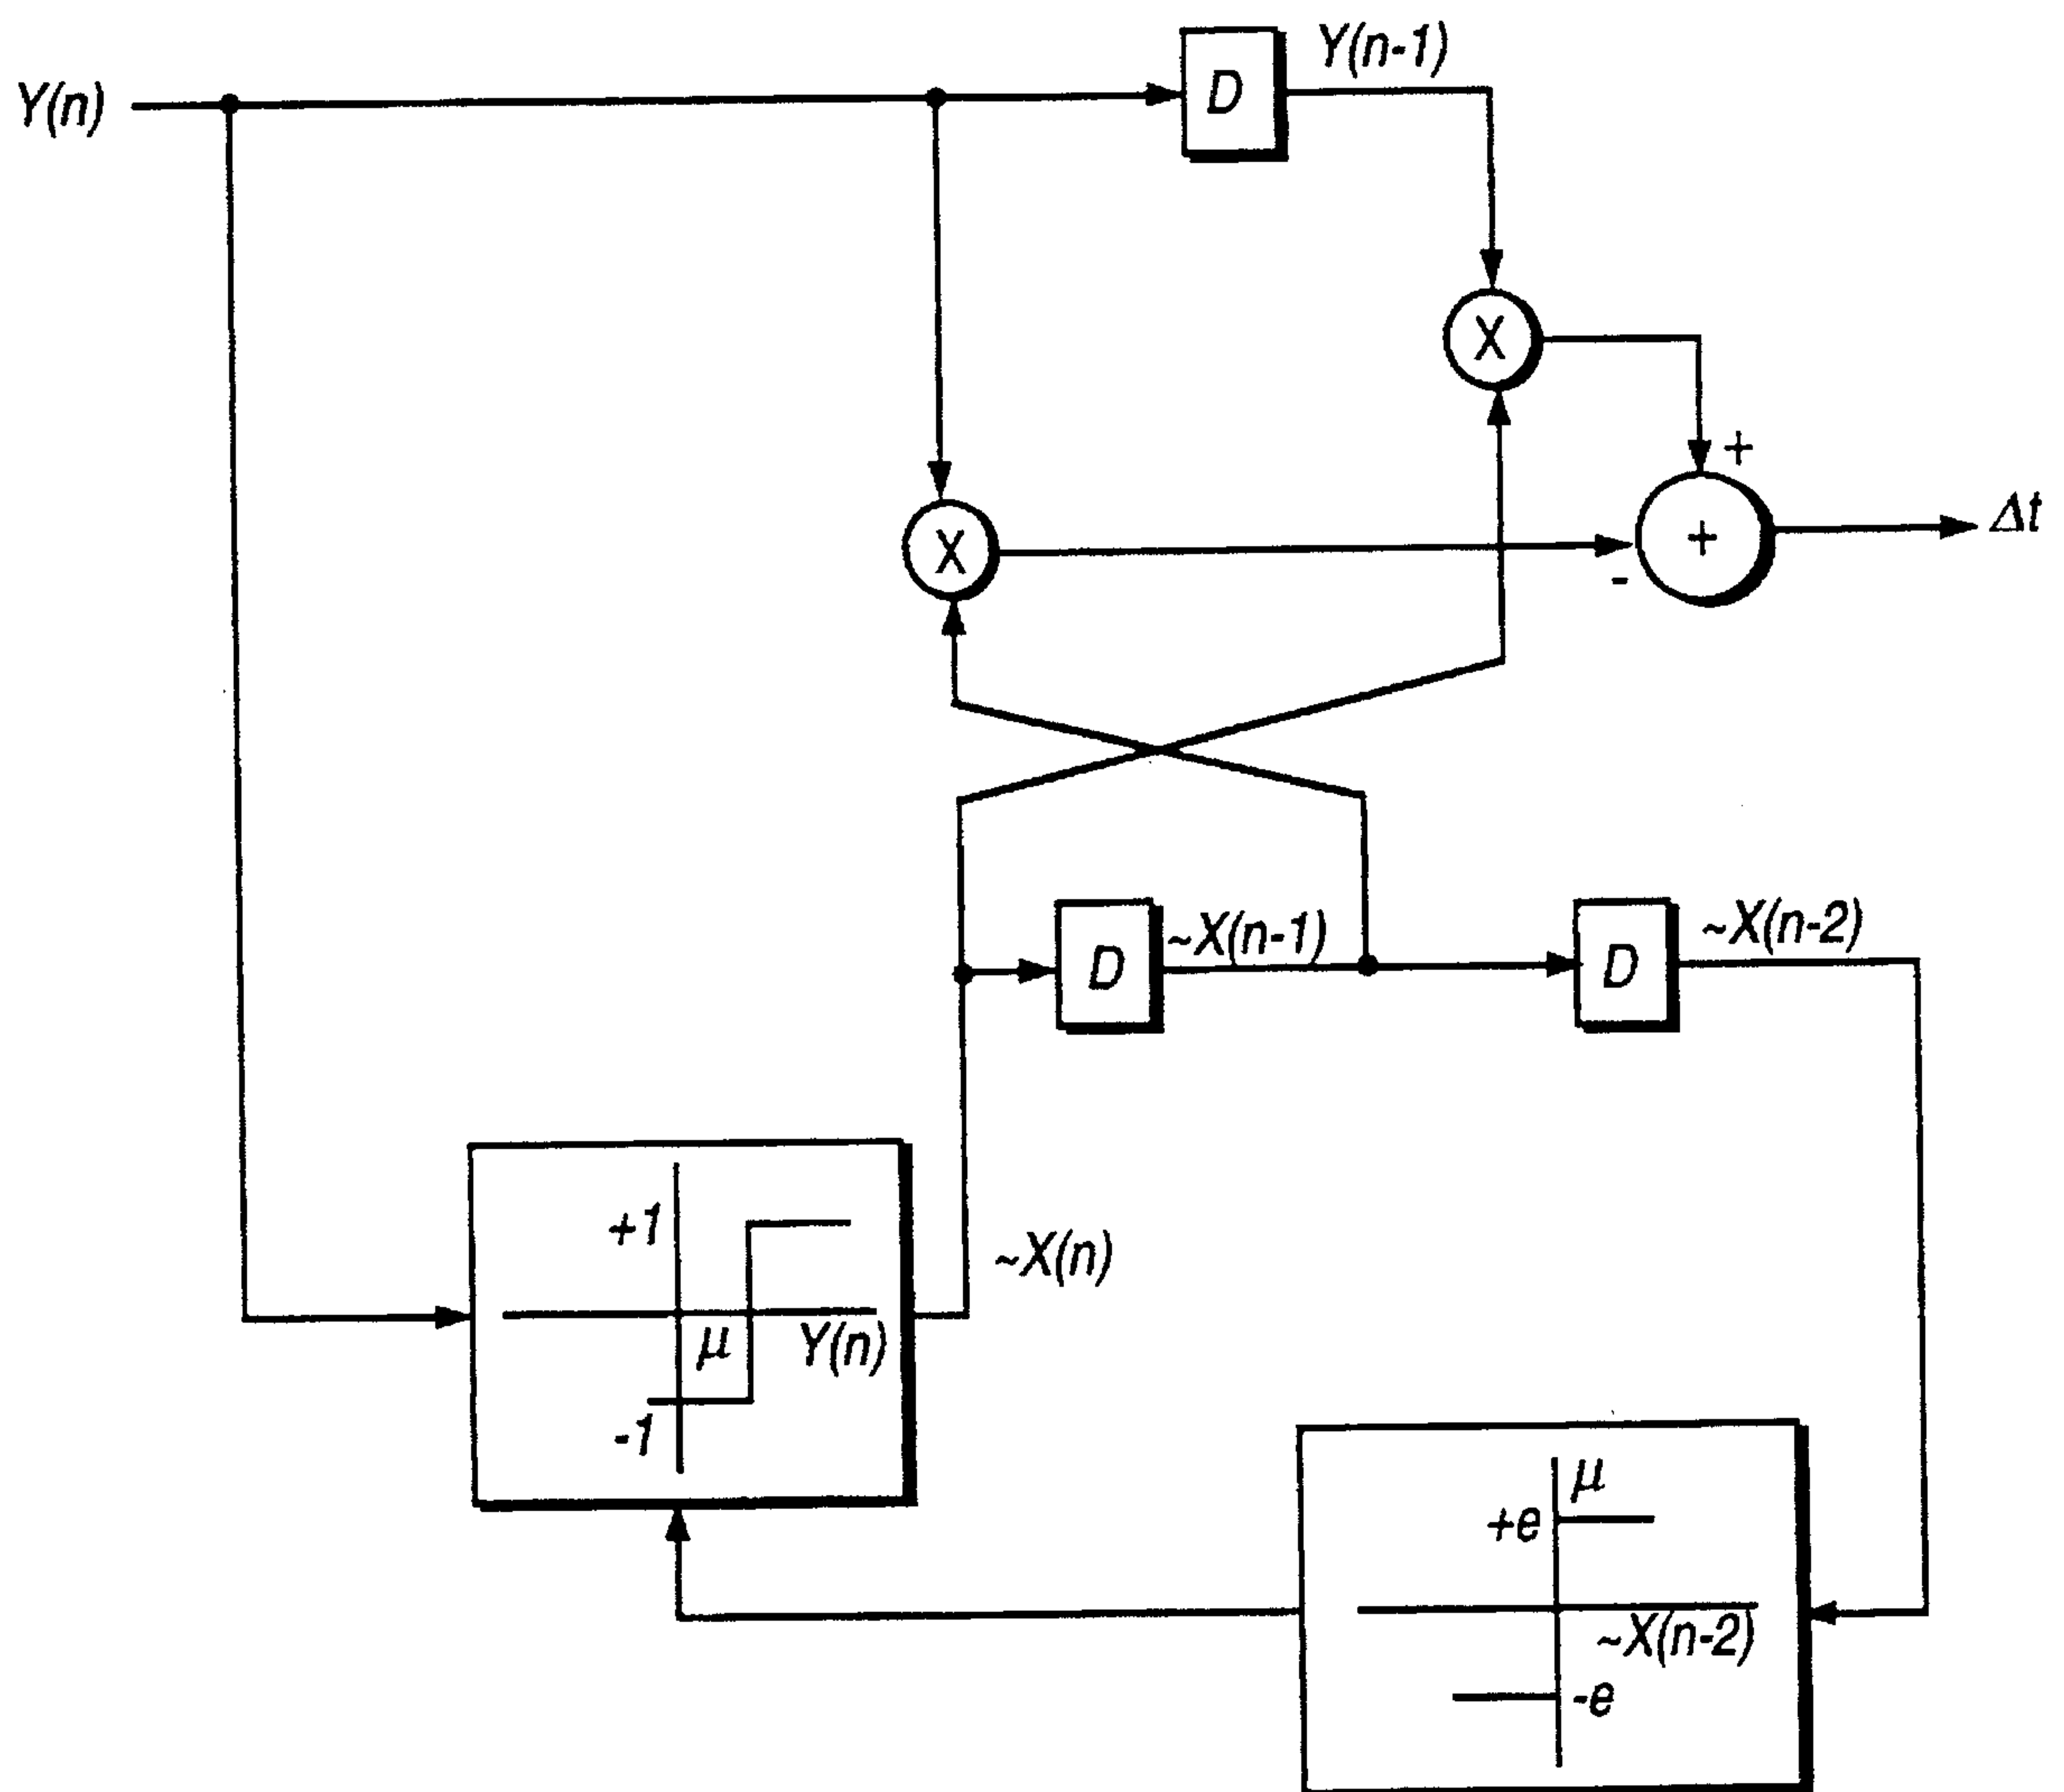 Y(n-1)
D
Y(n)
X
+
Δt
X
+
-
~X(n-1)
~X(n-2)
D
D
+1
~X(n)
μ
Y(n)
-1
μ
+e
~X(n-2)
-e